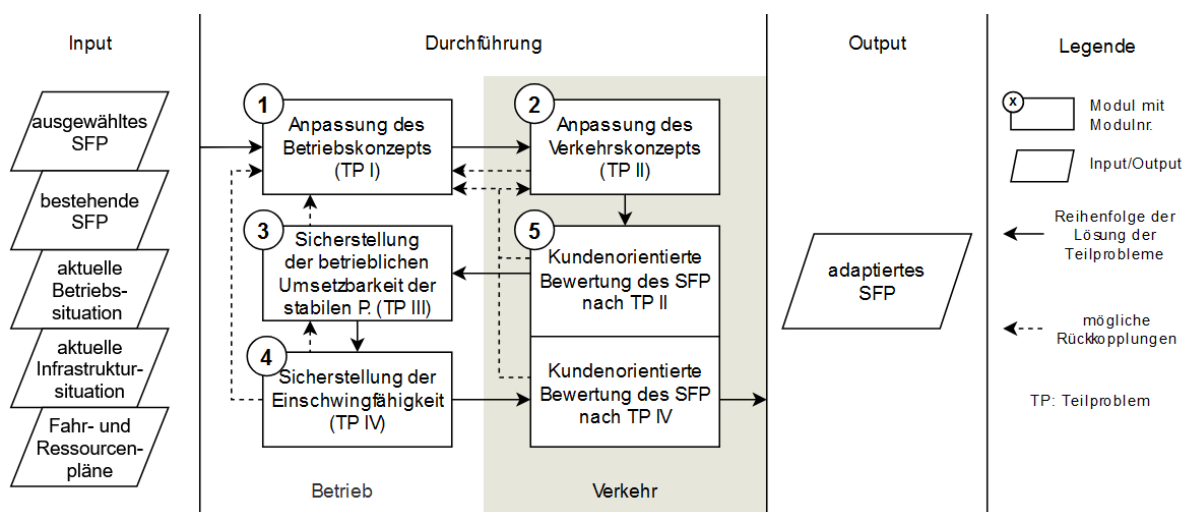 Input
ausgewähltes
SFP
bestehende
SFP
aktuelle
Betriebs-
situation
aktuelle
Infrastruktur-
situation
Fahr- und
Ressourcen-
pläne
Durchführung
1
Anpassung des
Betriebskonzepts
(TP I)
2
Anpassung des
Verkehrskonzepts
(TP II)
3
Sicherstellung
der betrieblichen
Umsetzbarkeit der
stabilen P. (TP III)
5
Kundenorientierte
Bewertung des SFP
nach TP II
4
Sicherstellung der
Einschwingfähigkeit
(TP IV)
Kundenorientierte
Bewertung des SFP
nach TP IV
Betrieb
Verkehr
Output
adaptiertes
SFP
Legende
x
Modul mit
Modulnr.
Input/Output
Reihenfolge der
Lösung der
Teilprobleme
mögliche
Rückkopplungen
TP: Teilproblem